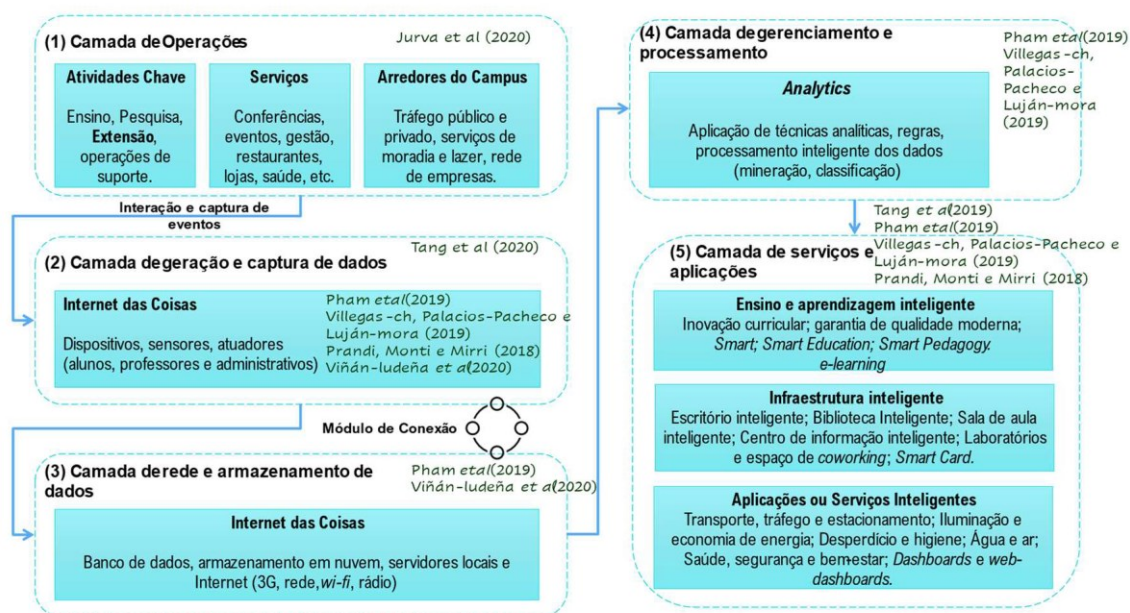 (1) Camada deOperações
Jurva et al (2020)
Atividades Chave
Ensino, Pesquisa,
Extensão,
operações de
suporte.
Serviços
Conferências,
eventos, gestão,
restaurantes,
lojas, saúde, etc.
Arredores do Campus
Tráfego público e
privado, serviços de
moradia e lazer, rede
de empresas.
Interação e captura de
eventos
Tang et al (2020)
(2) Camada degeração e captura de dados
Internet das Coisas
Dispositivos, sensores, atuadores
(alunos, professores e administrativos)
Pham etal(2019)
Villegas-ch, Palacios-Pacheco e
Luján-mora (2019)
Prandi, Monti e Mirri (2018)
Viñán-ludeña et al(2020)
Módulo de Conexão
(3) Camada derede e armazenamento de
dados
Pham etal(2019)
Viñán-ludeña et al(2020)
Internet das Coisas
Banco de dados, armazenamento em nuvem, servidores locais e
Internet (3G, rede,wi-fi, rádio)
(4) Camada degerenciamento e
processamento
Pham etal(2019)
Villegas-ch,
Palacios-
Pacheco e
Luján-mora
(2019)
Analytics
Aplicação de técnicas analíticas, regras,
processamento inteligente dos dados
(mineração, classificação)
Tang et al(2019)
Pham etal(2019)
Villegas-ch, Palacios-Pacheco e
Luján-mora (2019)
Prandi, Monti e Mirri (2018)
(5) Camada de serviços e
aplicações
Ensino e aprendizagem inteligente
Inovação curricular; garantia de qualidade moderna;
Smart; Smart Education; Smart Pedagogy.
e-learning
Infraestrutura inteligente
Escritório inteligente; Biblioteca Inteligente; Sala de aula
inteligente; Centro de informação inteligente; Laboratórios
e espaço de coworking; Smart Card.
Aplicações ou Serviços Inteligentes
Transporte, tráfego e estacionamento; Iluminação e
economia de energia; Desperdício e higiene; Água e ar;
Saúde, segurança e bem-estar; Dashboards e web-
dashboards.